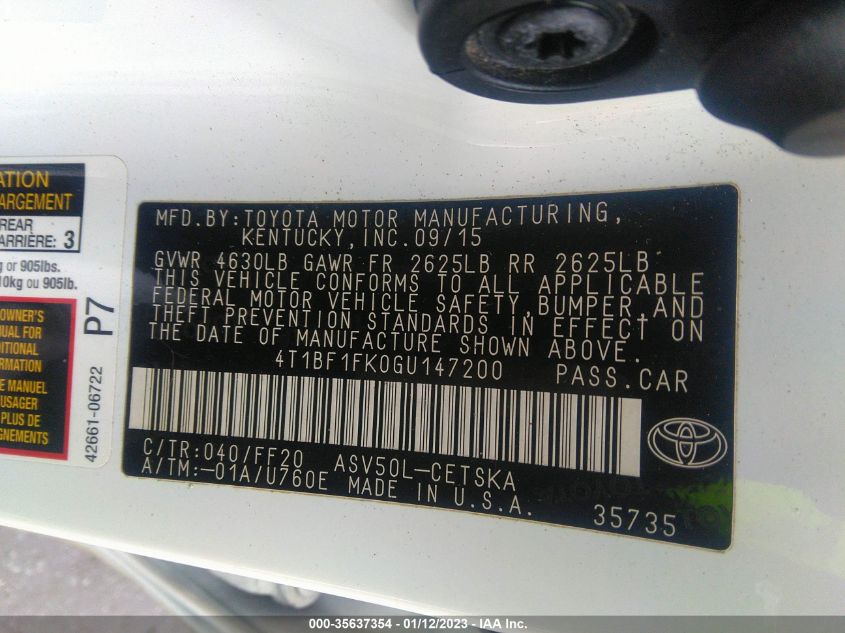 ATION
ARGEMENT
REAR
ARRIÈRE: 3
g or 905lbs.
10kg ou 905lb.
OWNER'S
UAL FOR
DITIONAL
RMATION
E MANUEL
USAGER
PLUS DE
GNEMENTS
P7
42661-06722
MFD.BY:TOYOTA MOTOR MANUFACTURING,
KENTUCKY,INC.09/15
GVWR 4630LB GAWR FR 2625LB RR 2625LB
THIS VEHICLE CONFORMS TO ALL APPLICABLE
FEDERAL MOTOR VEHICLE SAFETY,BUMPER,AND
THEFT PREVENTION STANDARDS IN EFFECT ON
THE DATE OF MANUFACTURE SHOWN ABOVE.
4T1BF1FK0GU147200 PASS.CAR
C/TR:040/FF20 ASV50L-CETSKA
A/TM:-01A/U760E MADE IN U.S.A.
35735
000-35637354 - 01/12/2023 - IAA Inc.